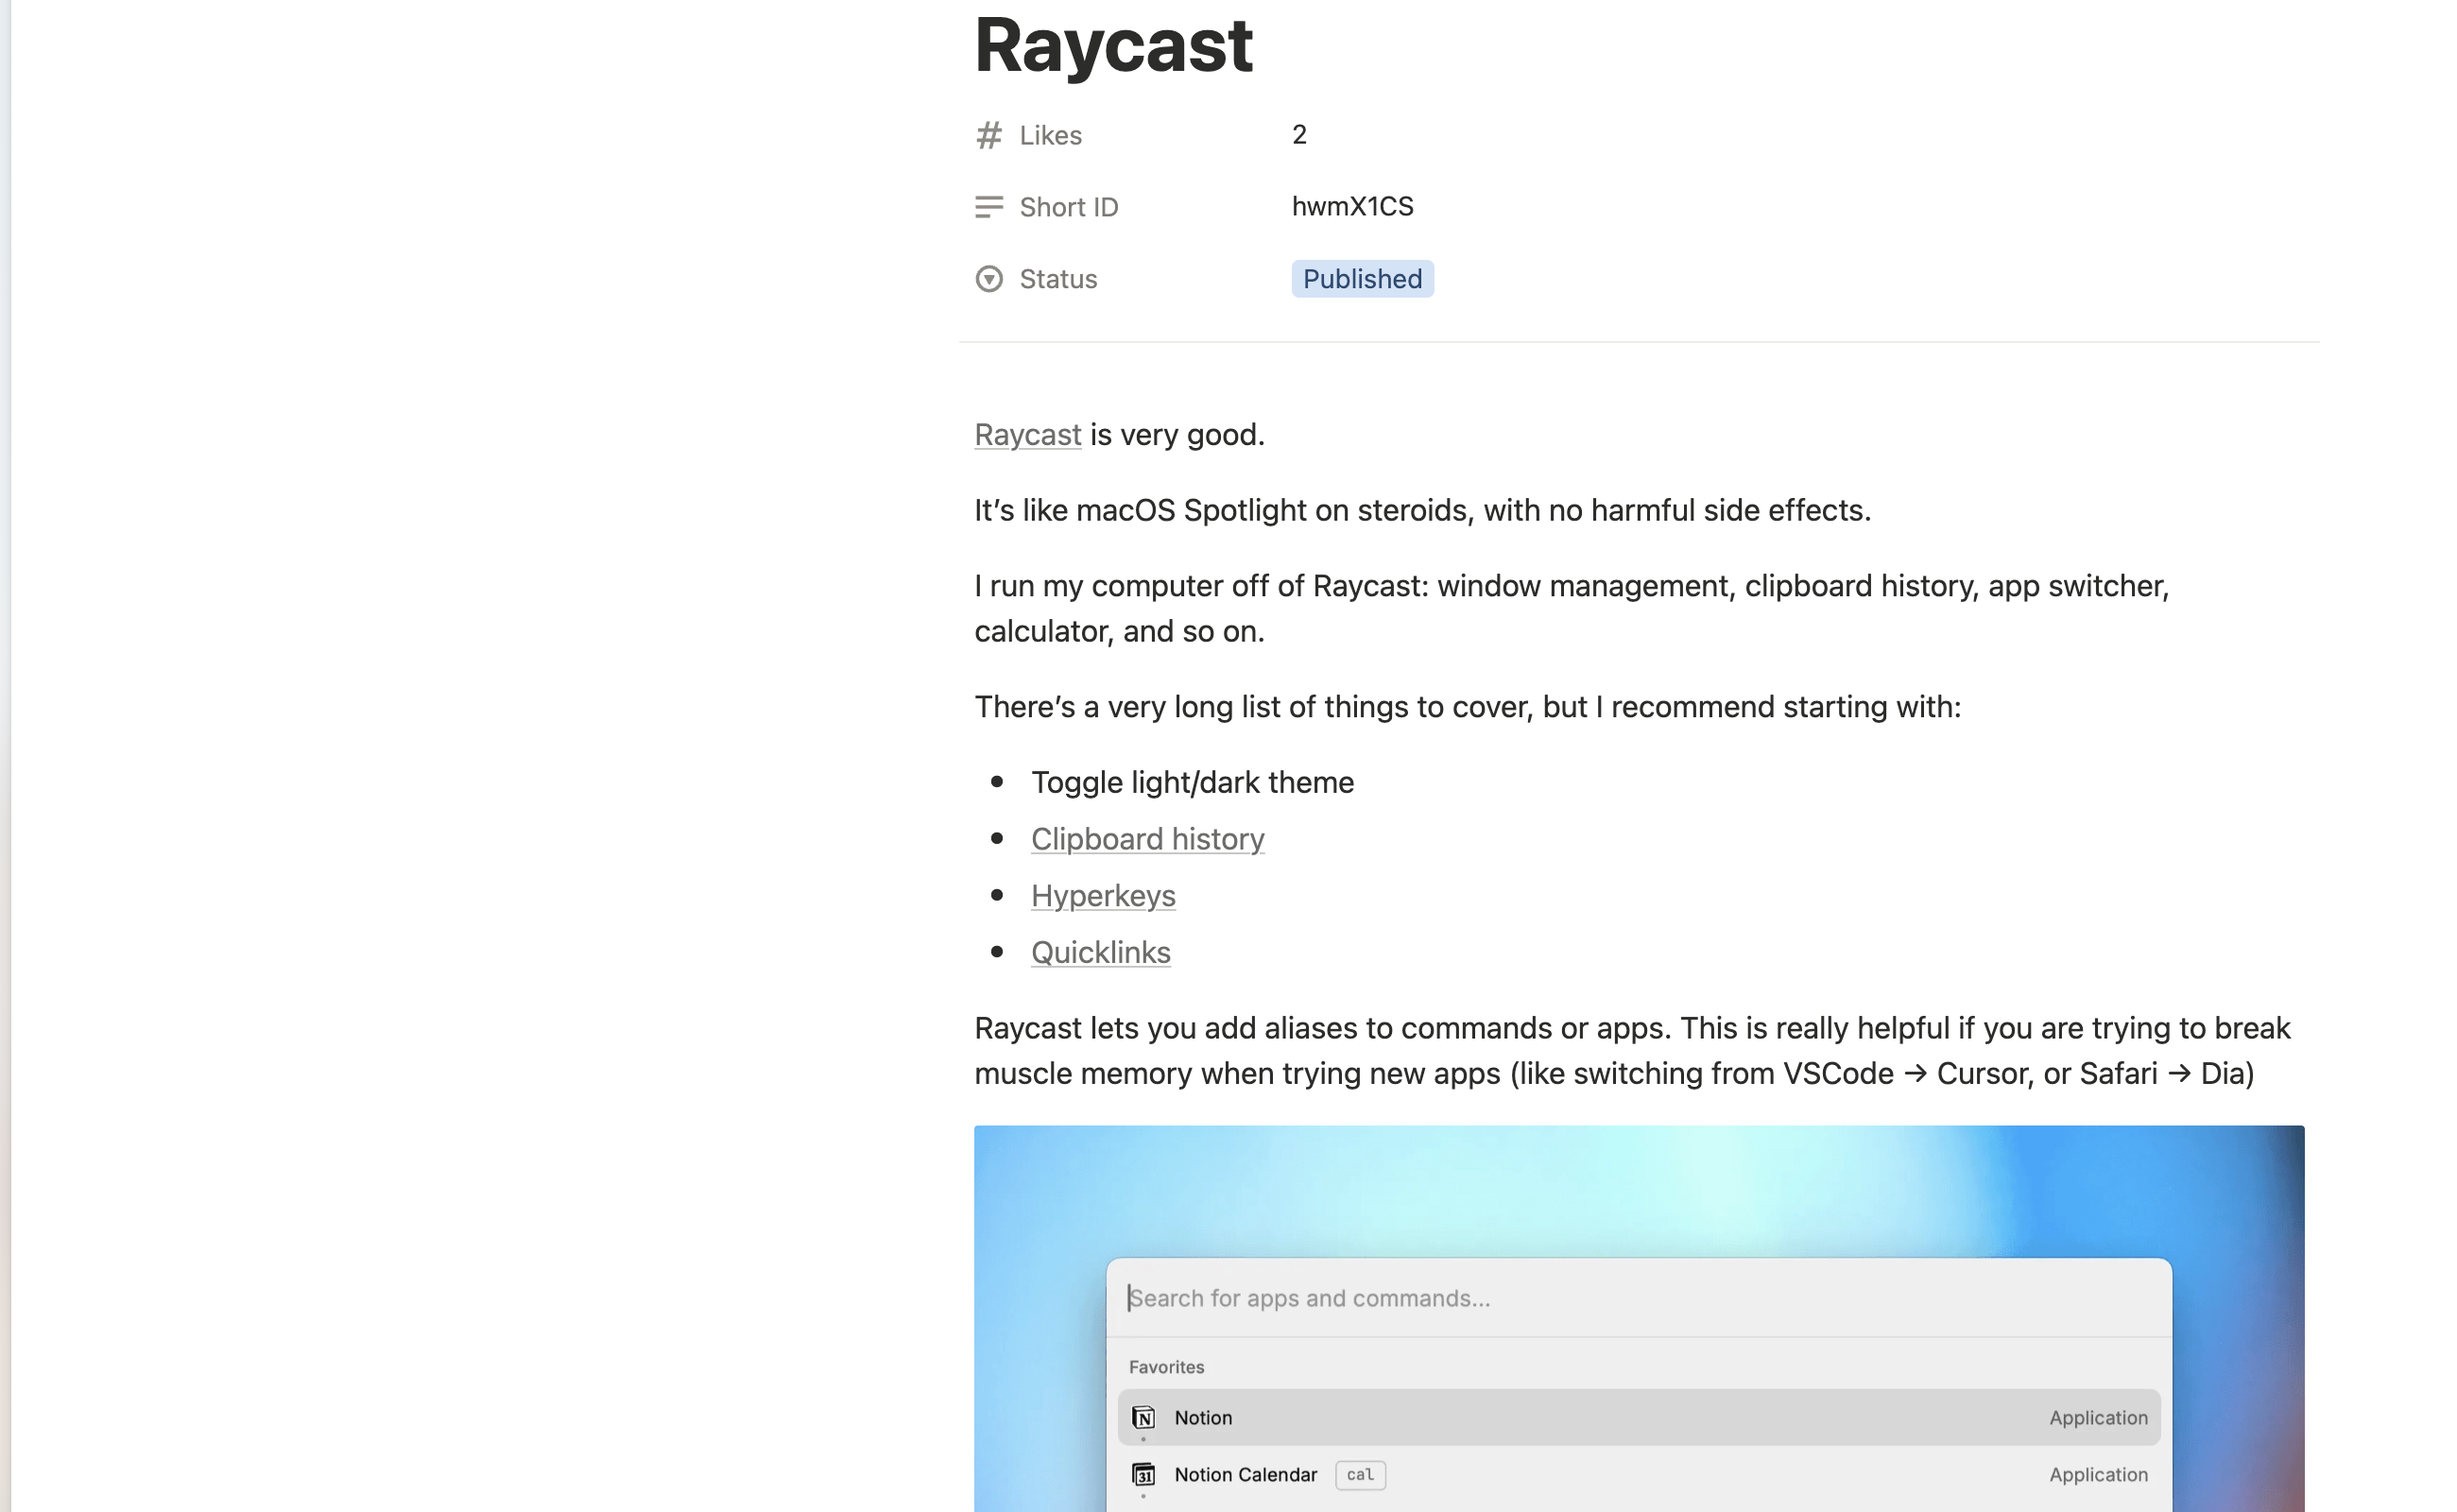 Raycast
Likes 2
Short ID hwmX1CS
Status Published
Raycast is very good.
It’s like macOS Spotlight on steroids, with no harmful side effects.
I run my computer off of Raycast: window management, clipboard history, app switcher,
calculator, and so on.
There’s a very long list of things to cover, but I recommend starting with:
• Toggle light/dark theme
• Clipboard history
• Hyperkeys
• Quicklinks
Raycast lets you add aliases to commands or apps. This is really helpful if you are trying to break
muscle memory when trying new apps (like switching from VSCode → Cursor, or Safari → Dia)
Search for apps and commands...
Favorites
Notion Application
31 Notion Calendar cal Application